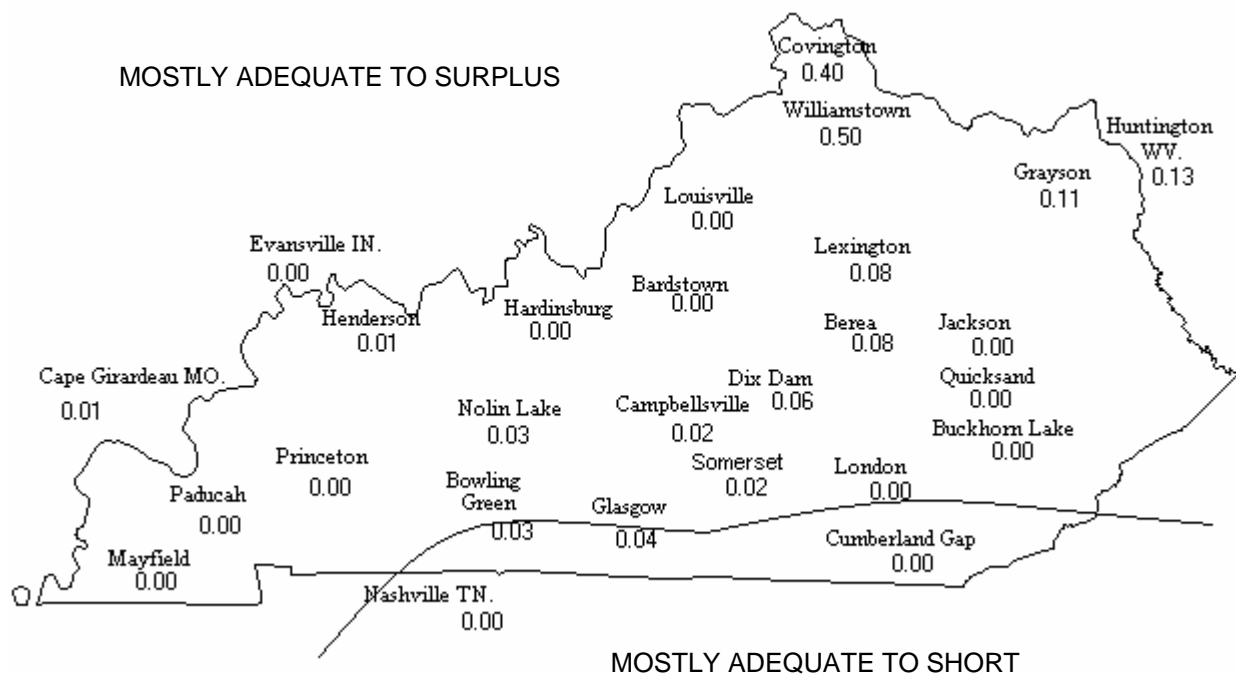 Covington
0.40
MOSTLY ADEQUATE TO SURPLUS
Williamstown
0.50
Huntington
WV.
0.13
Grayson
0.11
Louisville
0.00
Evansville IN.
0.00
Lexington
0.08
Bardstown
0.00
Hardinsburg
0.00
Henderson
0.01
Berea
0.08
Jackson
0.00
Cape Girardeau MO.
0.01
Dix Dam
0.06
Quicksand
0.00
Nolin Lake
0.03
Campbellsville
0.02
Buckhorn Lake
0.00
Princeton
0.00
Somerset
0.02
London
0.00
Paducah
0.00
Bowling
Green
0.03
Glasgow
0.04
Cumberland Gap
0.00
Mayfield
0.00
Nashville TN.
0.00
MOSTLY ADEQUATE TO SHORT